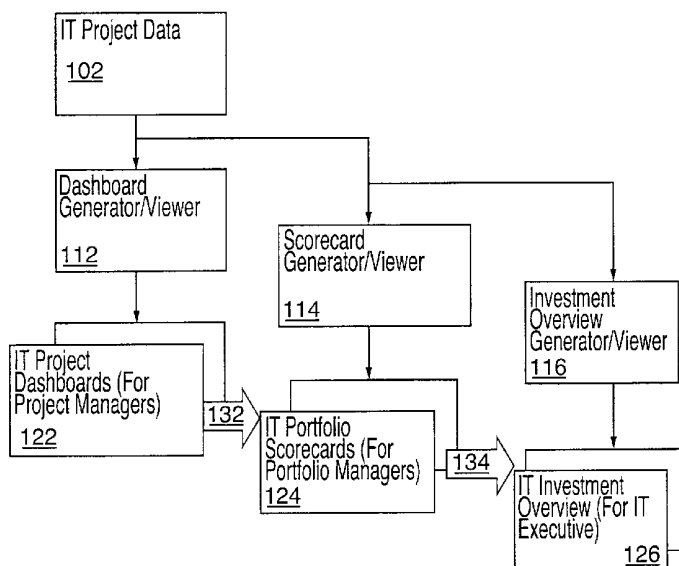 IT Project Data
102
Dashboard
Generator/Viewer
112
Scorecard
Generator/Viewer
114
Investment
Overview
Generator/Viewer
116
IT Project
Dashboards (For
Project Managers)
122
132
IT Portfolio
Scorecards (For
Portfolio Managers)
124
134
IT Investment
Overview (For IT
Executive)
126